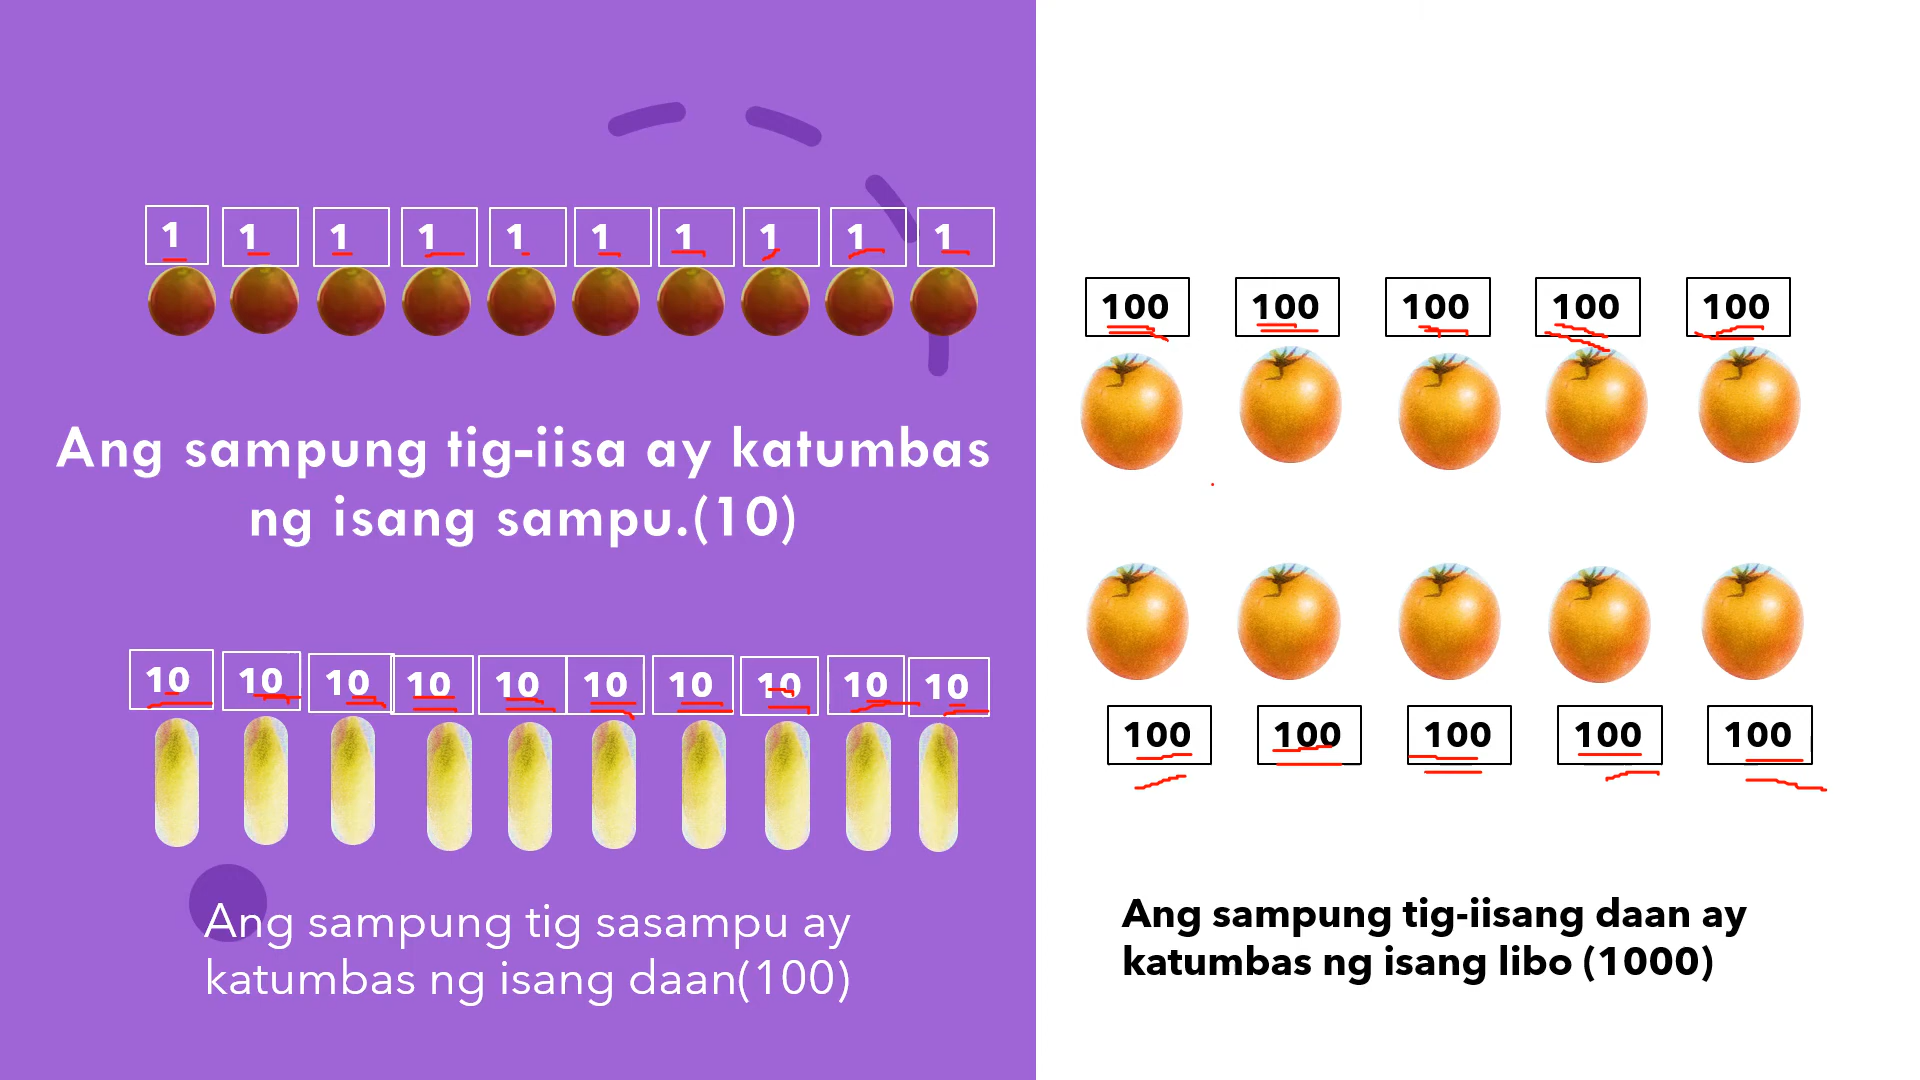 1 1 1 1 1 1 1 1 1 1
Ang sampung tig-iisa ay katumbas
ng isang sampu.(10)
10 10 10 10 10 10 10 10 10 10
Ang sampung tig sasampu ay
katumbas ng isang daan(100)
100 100 100 100 100
100 100 100 100 100
Ang sampung tig-iisang daan ay
katumbas ng isang libo (1000)